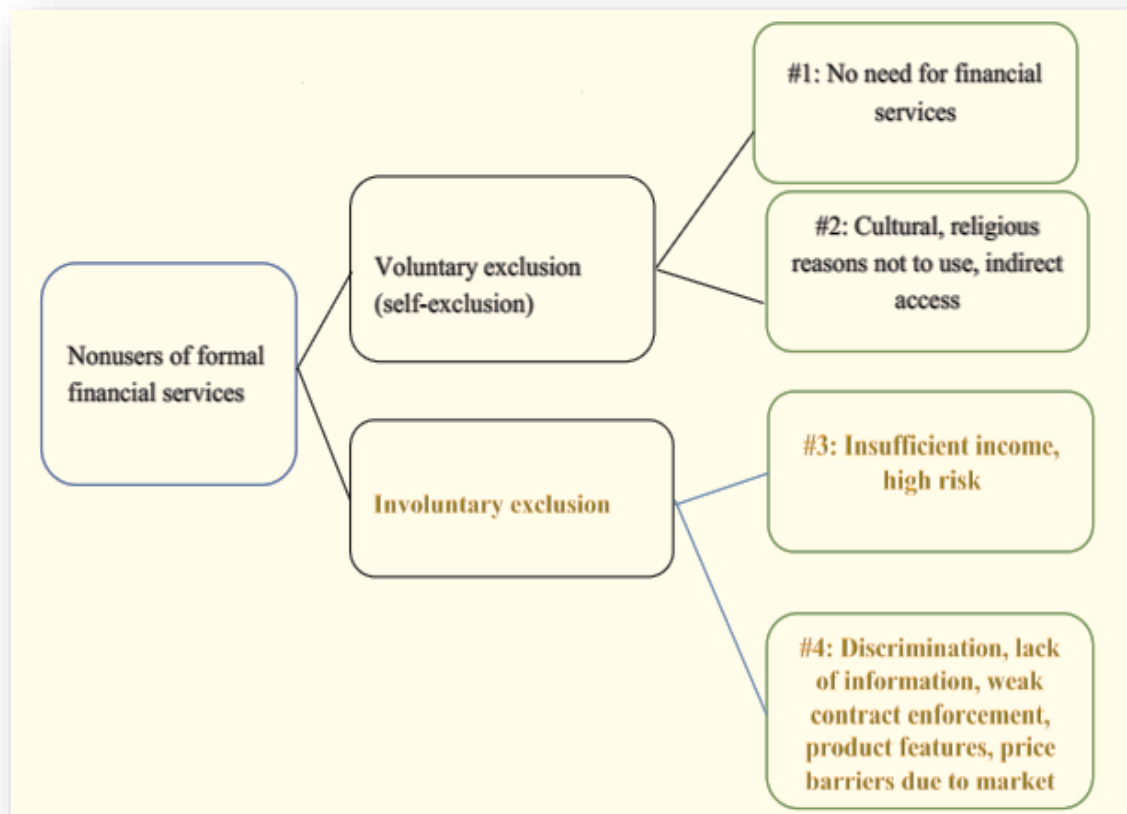 #1: No need for financial
services
#2: Cultural, religious
reasons not to use, indirect
access
Voluntary exclusion
(self-exclusion)
Nonusers of formal
financial services
#3: Insufficient income,
high risk
Involuntary exclusion
#4: Discrimination, lack
of information, weak
contract enforcement,
product features, price
barriers due to market